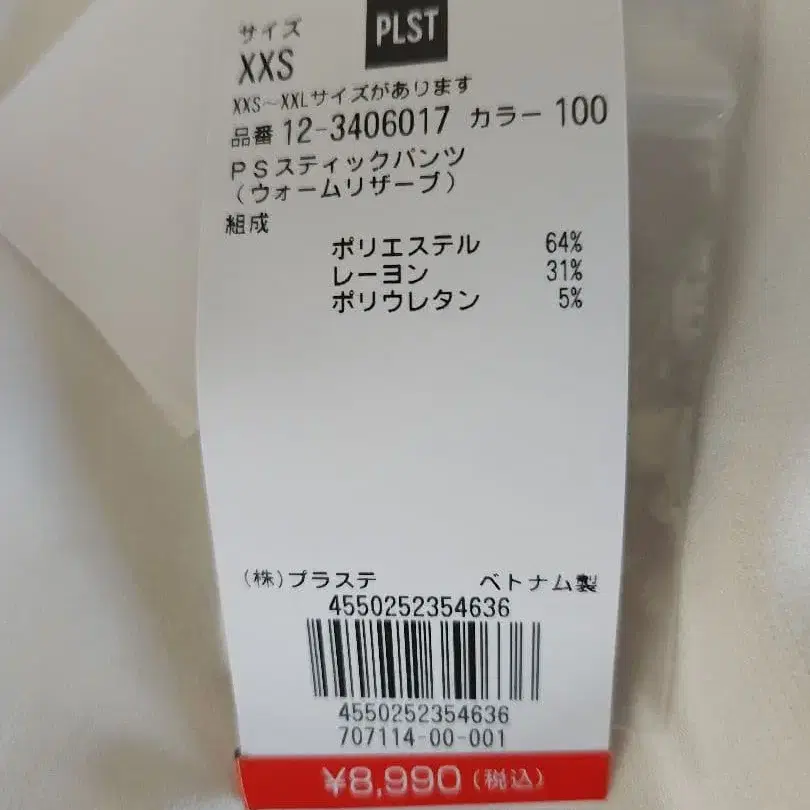 PLST
サイズ
XXS
XXS～XXLサイズがあります
品番 12-3406017 カラー 100
PSスティックパンツ
(ウォームリザーブ)
組成
ポリエステル 64%
レーヨン 31%
ポリウレタン 5%
(株)プラステ ベトナム製
4550252354636
4550252354636
707114-00-001
¥8,990(税込)